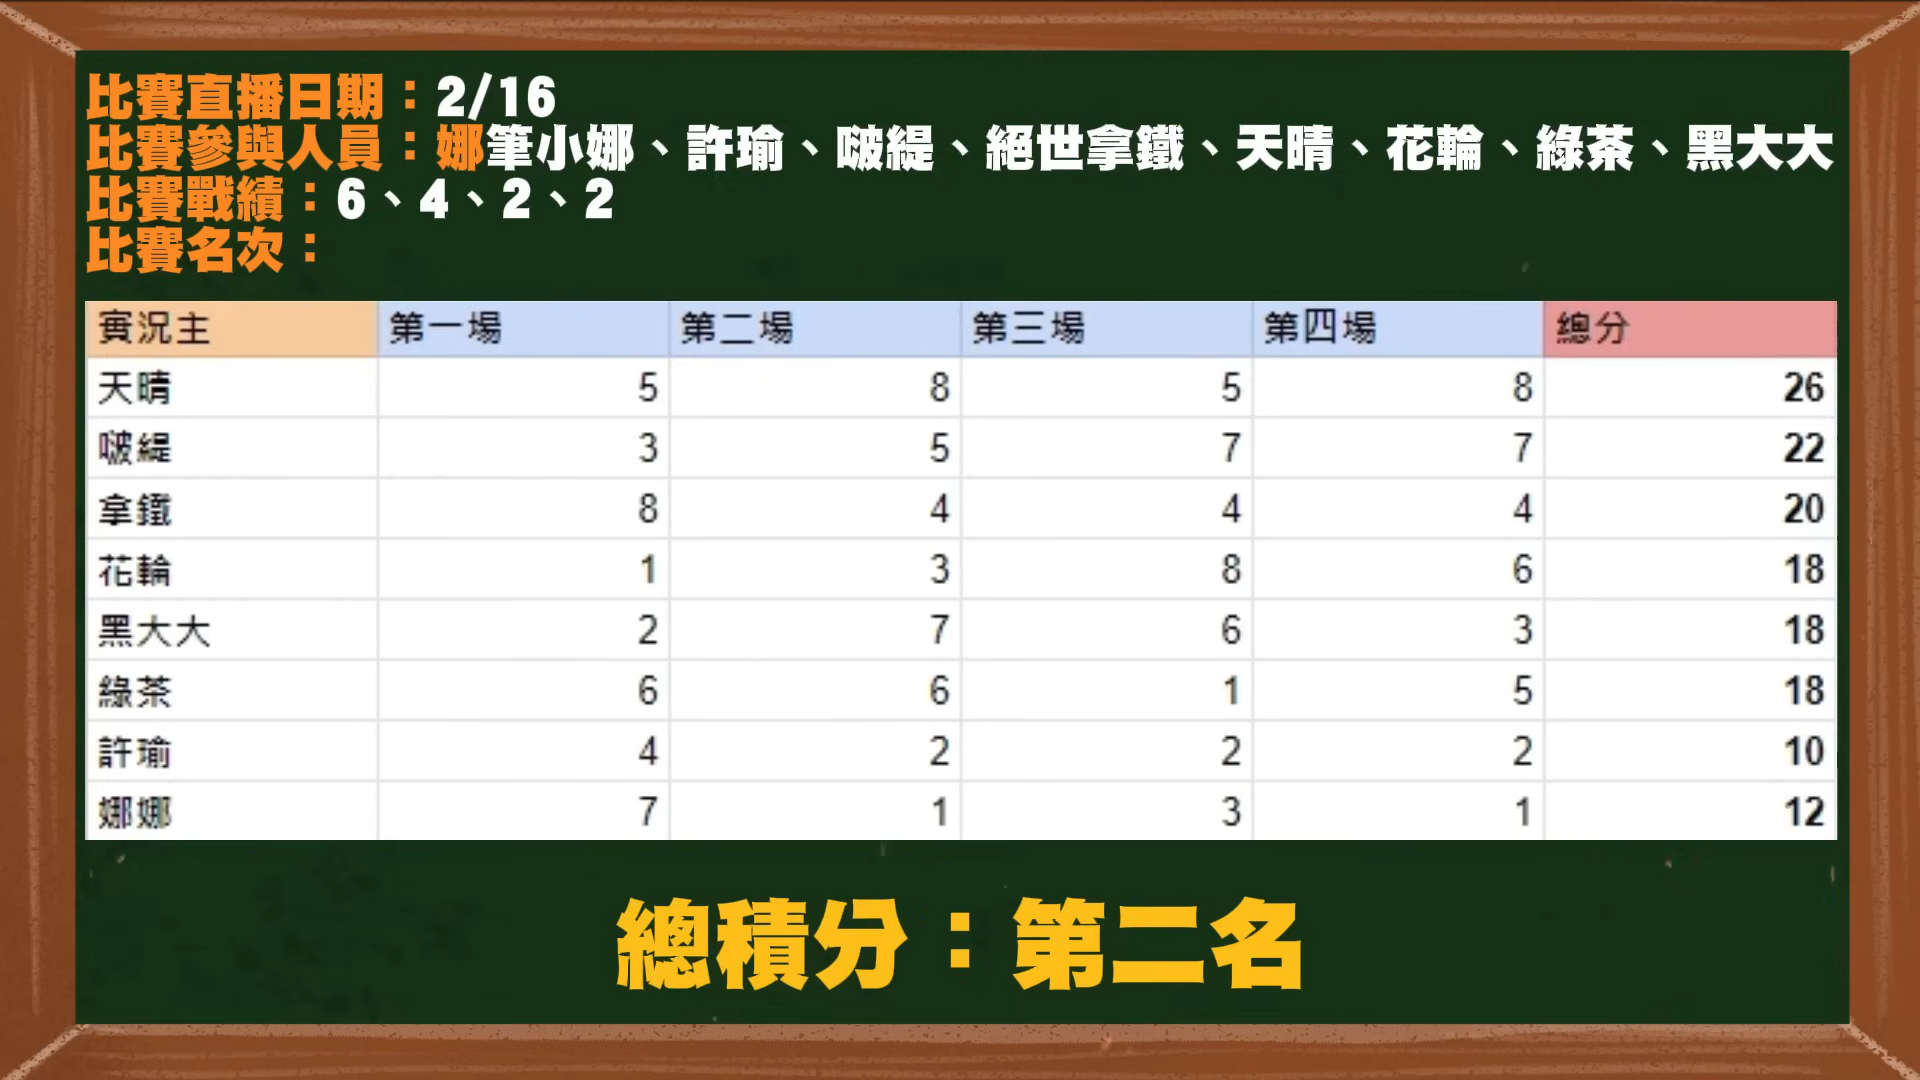 比賽直播日期：2/16
比賽參與人員：娜筆小娜、許瑜、啵緹、絕世拿鐵、天晴、花輪、綠茶、黑大大
比賽戰績：6、4、2、2
比賽名次：
實況主 第一場 第二場 第三場 第四場 總分
天晴 5 8 5 8 26
啵緹 3 5 7 7 22
拿鐵 8 4 4 4 20
花輪 1 3 8 6 18
黑大大 2 7 6 3 18
綠茶 6 6 1 5 18
許瑜 4 2 2 2 10
娜娜 7 1 3 1 12
總積分：第二名